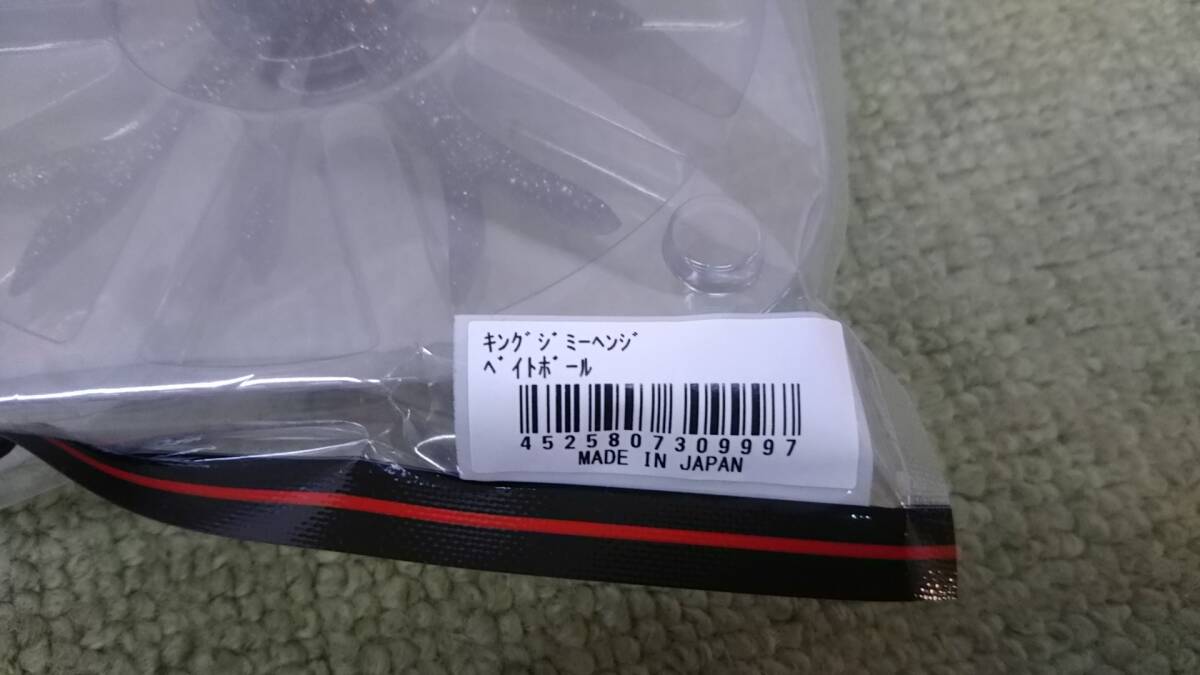 ｷﾝｸﾞｼﾞﾐｰﾍﾝｼﾞ
ﾍﾞｲﾄﾎﾞｰﾙ
4525807309997
MADE IN JAPAN